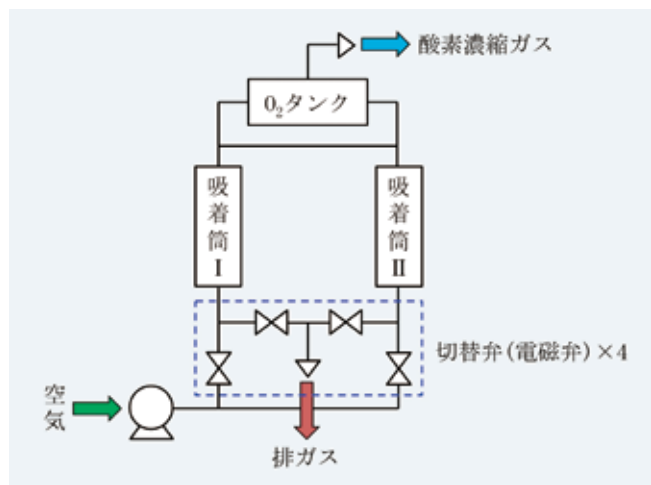 酸素濃縮ガス
O₂タンク
吸着筒Ⅰ
吸着筒Ⅱ
切替弁(電磁弁)×4
空気
排ガス